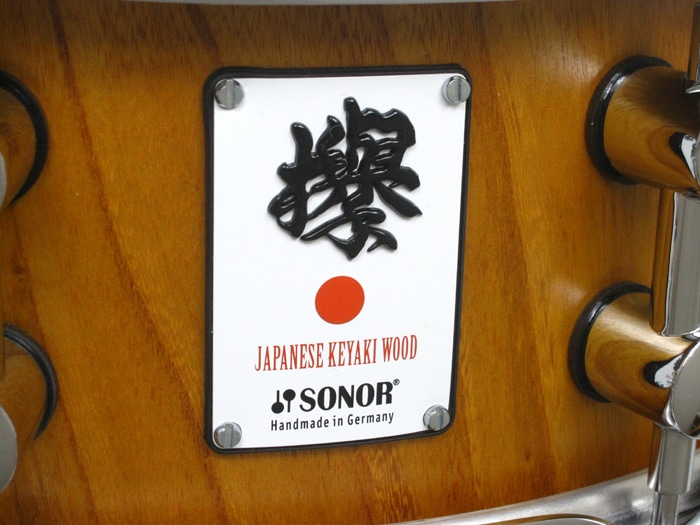 欅
JAPANESE KEYAKI WOOD
SONOR®
Handmade in Germany